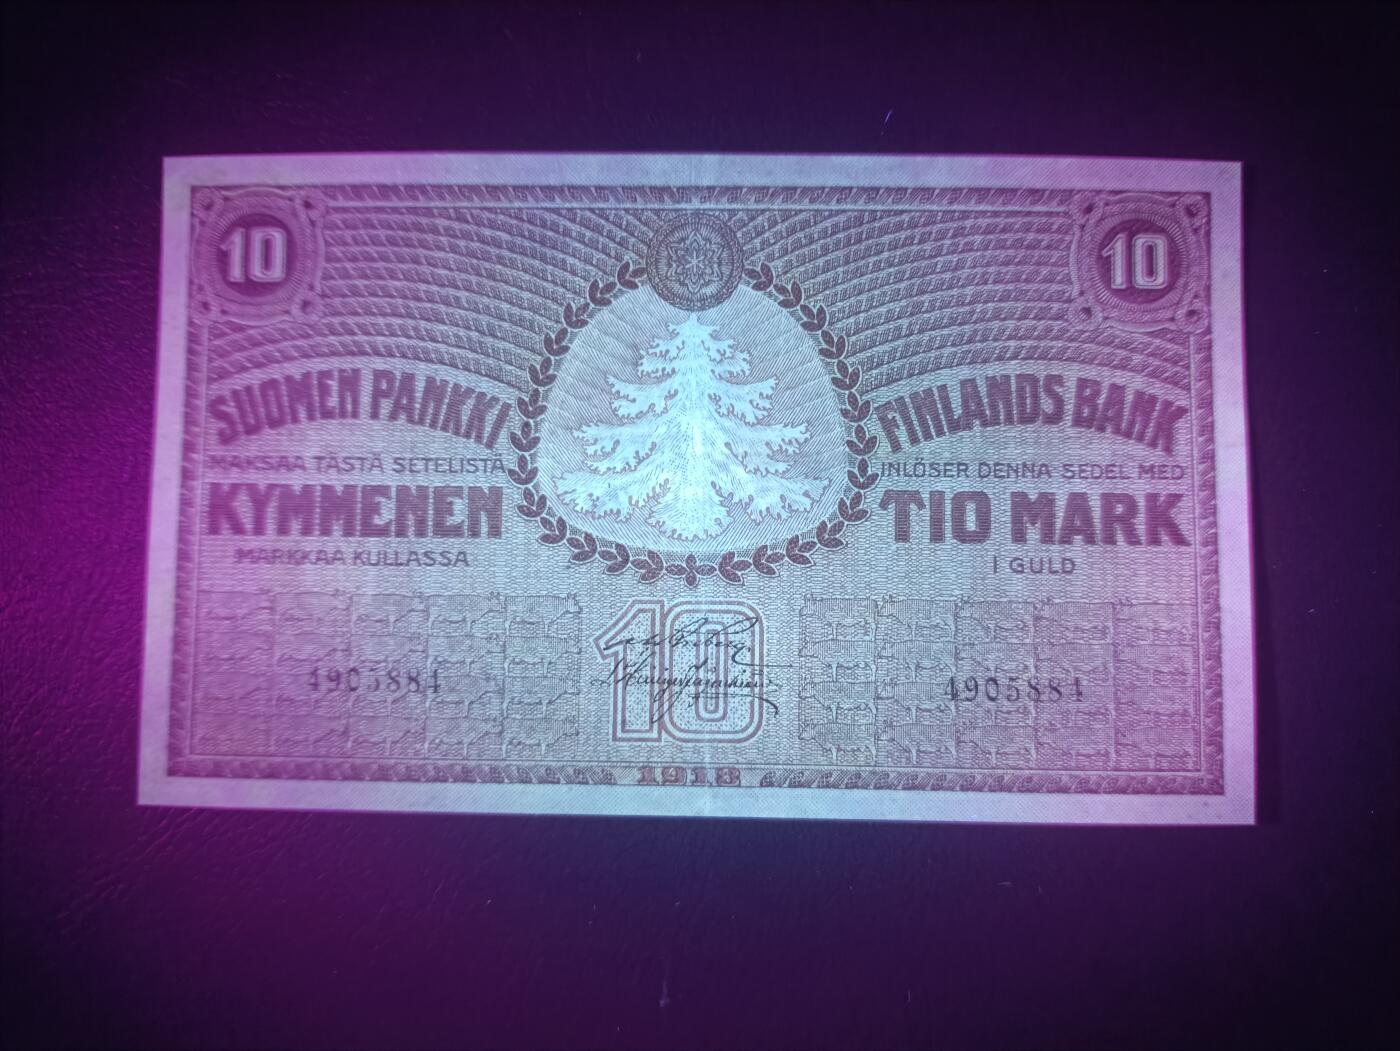 10 10
SUOMEN PANKKI
MAKSAA TÄSTÄ SETELISTÄ
KYMMENEN
MARKKAA KULLASSA
FINLANDS BANK
INLÖSER DENNA SEDEL MED
TIO MARK
I GULD
10
4905884
4905884
1918